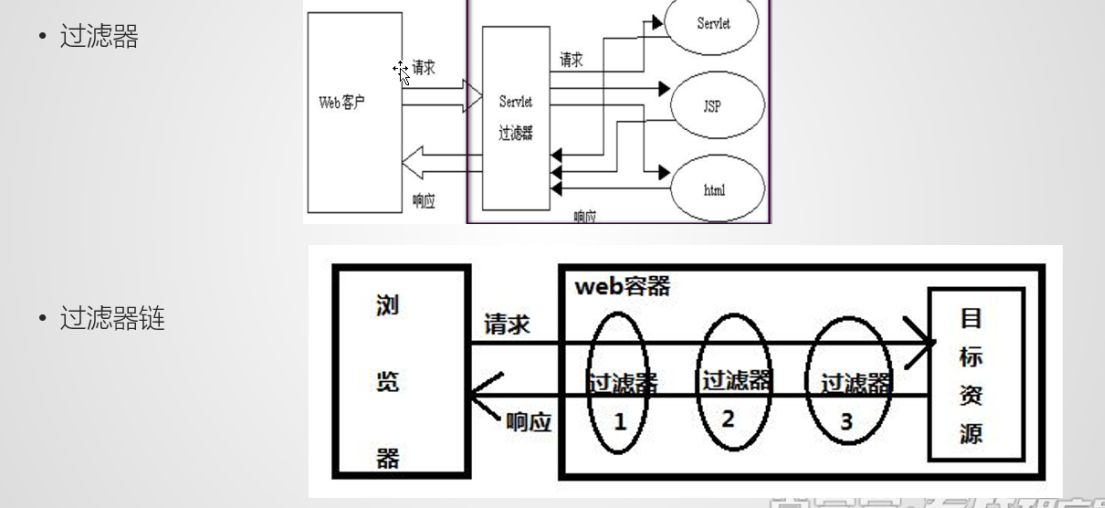 • 过滤器
Web客户
请求
Servlet
过滤器
请求
Servlet
JSP
html
响应
响应
• 过滤器链
浏
览
器
请求
响应
web容器
过滤器
1
过滤器
2
过滤器
3
目
标
资
源